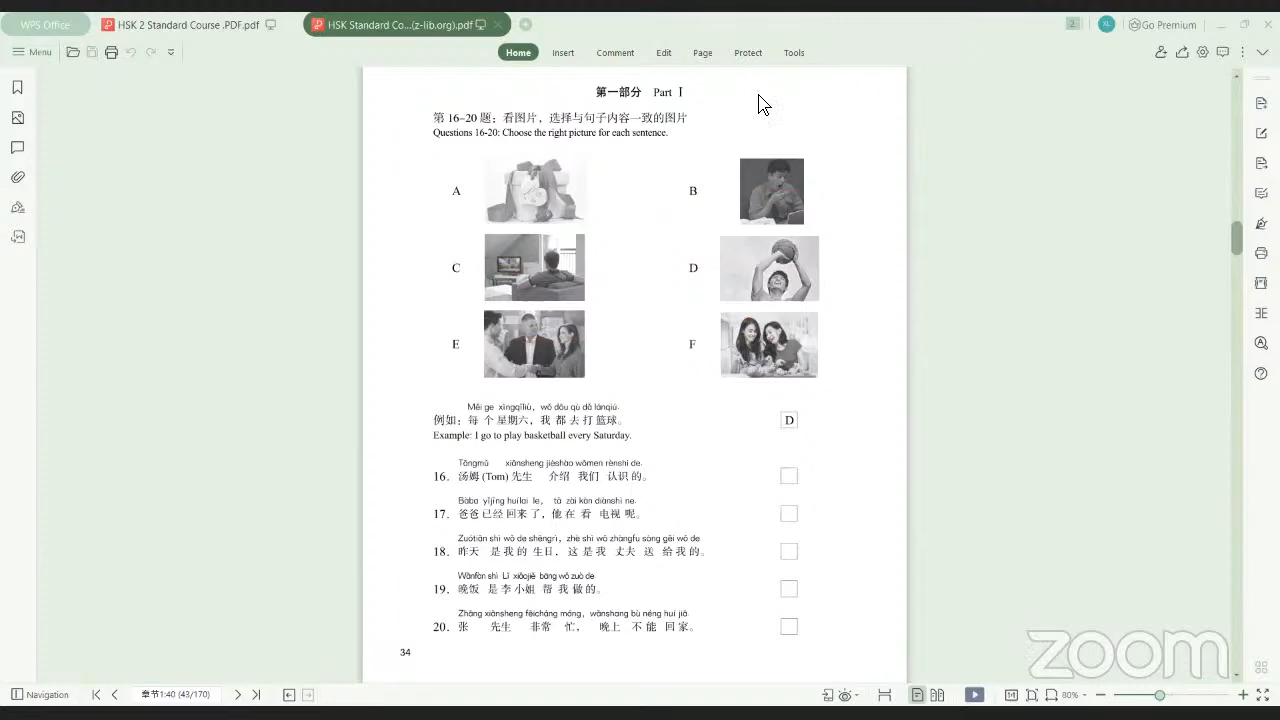 WPS Office
HSK 2 Standard Course .PDF.pdf
HSK Standard Co...(z-lib.org).pdf
2
XL
Go Premium
Menu
Home Insert Comment Edit Page Protect Tools
第一部分 Part Ⅰ
第 16–20 题：看图片，选择与句子内容一致的图片
Questions 16-20: Choose the right picture for each sentence.
A
B
C
D
E
F
Měi ge xīngqīliù, wǒ dōu qù dǎ lánqiú.
例如：每 个 星期六，我 都 去 打 篮球。
D
Example: I go to play basketball every Saturday.
Tāngmǔ xiānsheng jièshào wǒmen rènshi de.
16. 汤姆 (Tom) 先生 介绍 我们 认识 的。
Bàba yǐjīng huílai le, tā zài kàn diànshì ne.
17. 爸爸 已经 回来 了，他 在 看 电视 呢。
Zuótiān shì wǒ de shēngrì, zhè shì wǒ zhàngfu sòng gěi wǒ de.
18. 昨天 是 我 的 生日，这 是 我 丈夫 送 给 我 的。
Wǎnfàn shì Lǐ xiǎojiě bāng wǒ zuò de.
19. 晚饭 是 李 小姐 帮 我 做 的。
Zhāng xiānsheng fēicháng máng, wǎnshang bù néng huí jiā.
20. 张 先生 非常 忙，晚上 不 能 回 家。
34
zoom
Navigation
章节1:40 (43/170)
80%